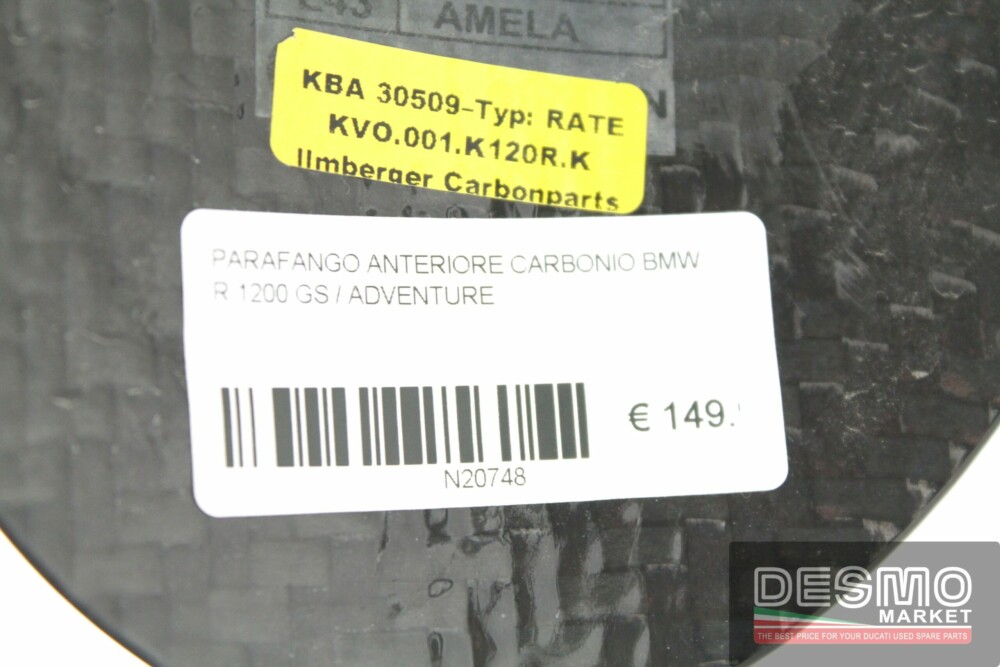 AMELA
KBA 30509-Typ: RATE
KVO.001.K120R.K
Ilmberger Carbonparts
PARAFANGO ANTERIORE CARBONIO BMW
R 1200 GS / ADVENTURE
€ 149.
N20748
DESMO
MARKET
THE BEST PRICE FOR YOUR DUCATI USED SPARE PARTS